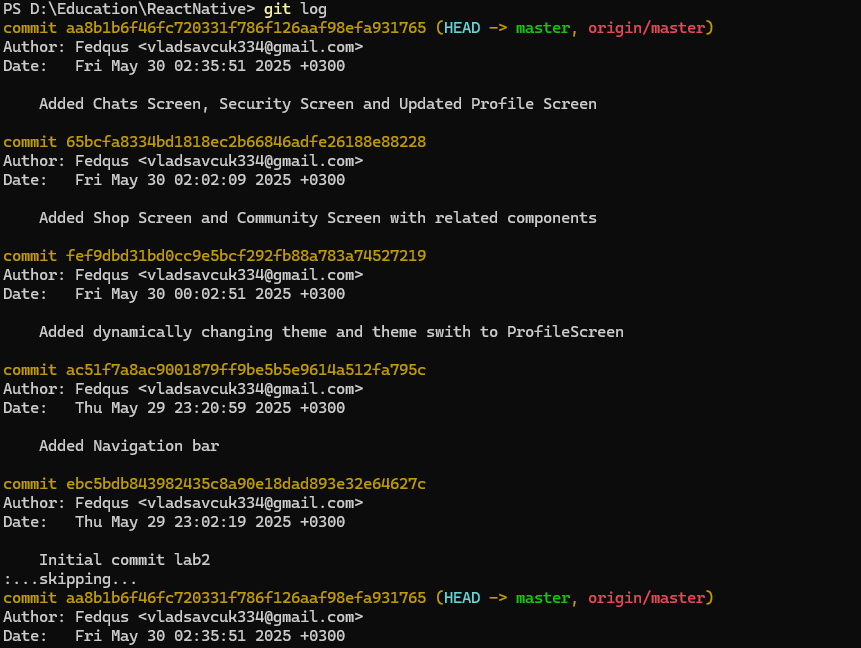 PS D:\Education\ReactNative> git log
commit aa8b1b6f46fc720331f786f126aaf98efa931765 (HEAD -> master, origin/master)
Author: Fedqus <vladsavcuk334@gmail.com>
Date:   Fri May 30 02:35:51 2025 +0300
Added Chats Screen, Security Screen and Updated Profile Screen
commit 65bcfa8334bd1818ec2b66846adfe26188e88228
Author: Fedqus <vladsavcuk334@gmail.com>
Date:   Fri May 30 02:02:09 2025 +0300
Added Shop Screen and Community Screen with related components
commit fef9dbd31bd0cc9e5bcf292fb88a783a74527219
Author: Fedqus <vladsavcuk334@gmail.com>
Date:   Fri May 30 00:02:51 2025 +0300
Added dynamically changing theme and theme swith to ProfileScreen
commit ac51f7a8ac9001879ff9be5b5e9614a512fa795c
Author: Fedqus <vladsavcuk334@gmail.com>
Date:   Thu May 29 23:20:59 2025 +0300
Added Navigation bar
commit ebc5bdb843982435c8a90e18dad893e32e64627c
Author: Fedqus <vladsavcuk334@gmail.com>
Date:   Thu May 29 23:02:19 2025 +0300
Initial commit lab2
:...skipping...
commit aa8b1b6f46fc720331f786f126aaf98efa931765 (HEAD -> master, origin/master)
Author: Fedqus <vladsavcuk334@gmail.com>
Date:   Fri May 30 02:35:51 2025 +0300